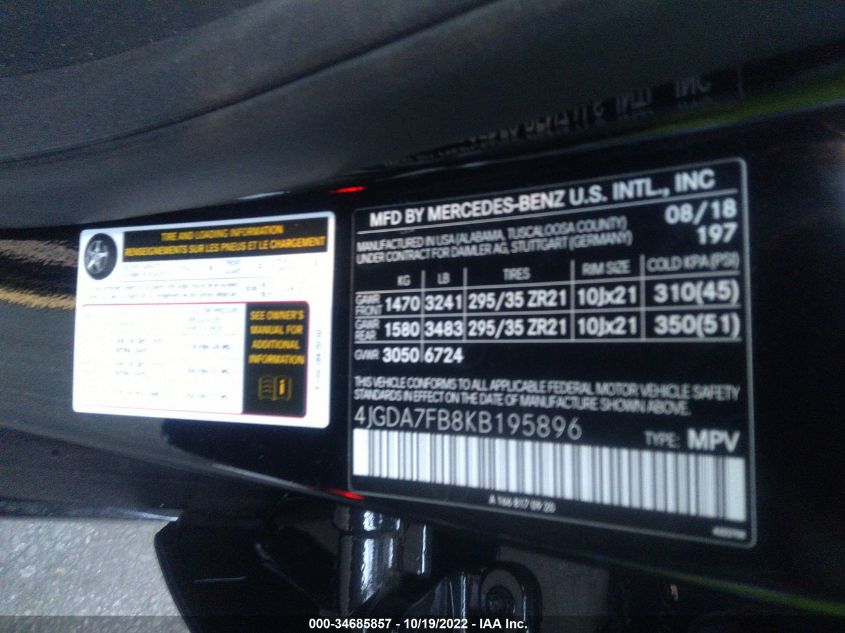 TIRE AND LOADING INFORMATION
RENSEIGNEMENTS SUR LES PNEUS ET LE CHARGEMENT
SEE OWNER'S
MANUAL FOR
ADDITIONAL
INFORMATION
MFD BY MERCEDES-BENZ U.S. INTL., INC
08/18
MANUFACTURED IN USA (ALABAMA, TUSCALOOSA COUNTY) 197
UNDER CONTRACT FOR DAIMLER AG, STUTTGART (GERMANY)
KG LB TIRES RIM SIZE COLD KPA (PSI)
GAWR FRONT 1470 3241 295/35 ZR21 10Jx21 310(45)
GAWR REAR 1580 3483 295/35 ZR21 10Jx21 350(51)
GVWR 3050 6724
THIS VEHICLE CONFORMS TO ALL APPLICABLE FEDERAL MOTOR VEHICLE SAFETY
STANDARDS IN EFFECT ON THE DATE OF MANUFACTURE SHOWN ABOVE.
4JGDA7FB8KB195896
TYPE: MPV
A 166 817 09 20
000-34685857 - 10/19/2022 - IAA Inc.